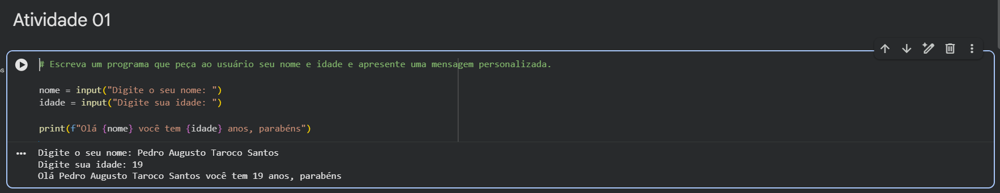 Atividade 01
# Escreva um programa que peça ao usuário seu nome e idade e apresente uma mensagem personalizada.
nome = input("Digite o seu nome: ")
idade = input("Digite sua idade: ")
print(f"Olá {nome} você tem {idade} anos, parabéns")
Digite o seu nome: Pedro Augusto Taroco Santos
Digite sua idade: 19
Olá Pedro Augusto Taroco Santos você tem 19 anos, parabéns